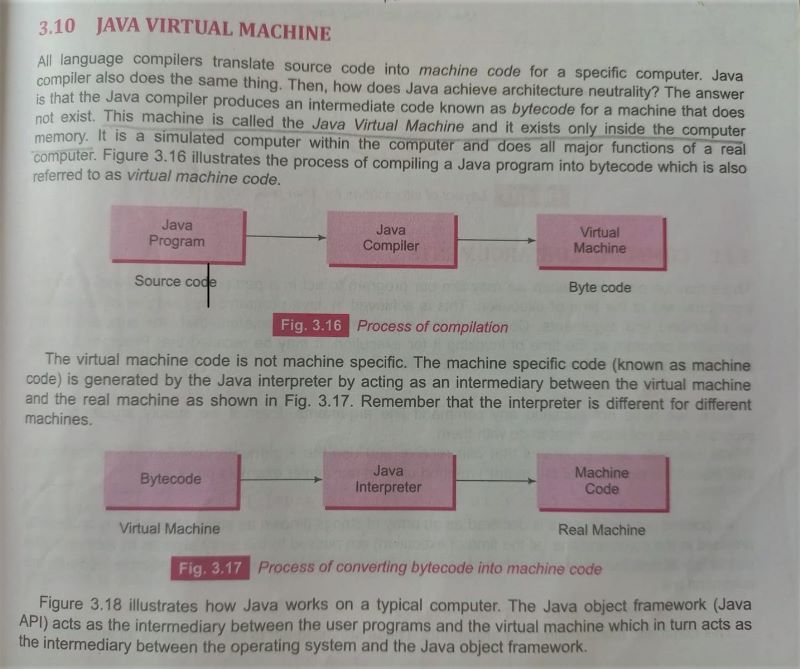 3.10 JAVA VIRTUAL MACHINE
All language compilers translate source code into machine code for a specific computer. Java
compiler also does the same thing. Then, how does Java achieve architecture neutrality? The answer
is that the Java compiler produces an intermediate code known as bytecode for a machine that does
not exist. This machine is called the Java Virtual Machine and it exists only inside the computer
memory. It is a simulated computer within the computer and does all major functions of a real
computer. Figure 3.16 illustrates the process of compiling a Java program into bytecode which is also
referred to as virtual machine code.
Java
Program
Java
Compiler
Virtual
Machine
Source code
Byte code
Fig. 3.16 Process of compilation
The virtual machine code is not machine specific. The machine specific code (known as machine
code) is generated by the Java interpreter by acting as an intermediary between the virtual machine
and the real machine as shown in Fig. 3.17. Remember that the interpreter is different for different
machines.
Bytecode
Java
Interpreter
Machine
Code
Virtual Machine
Real Machine
Fig. 3.17 Process of converting bytecode into machine code
Figure 3.18 illustrates how Java works on a typical computer. The Java object framework (Java
API) acts as the intermediary between the user programs and the virtual machine which in turn acts as
the intermediary between the operating system and the Java object framework.